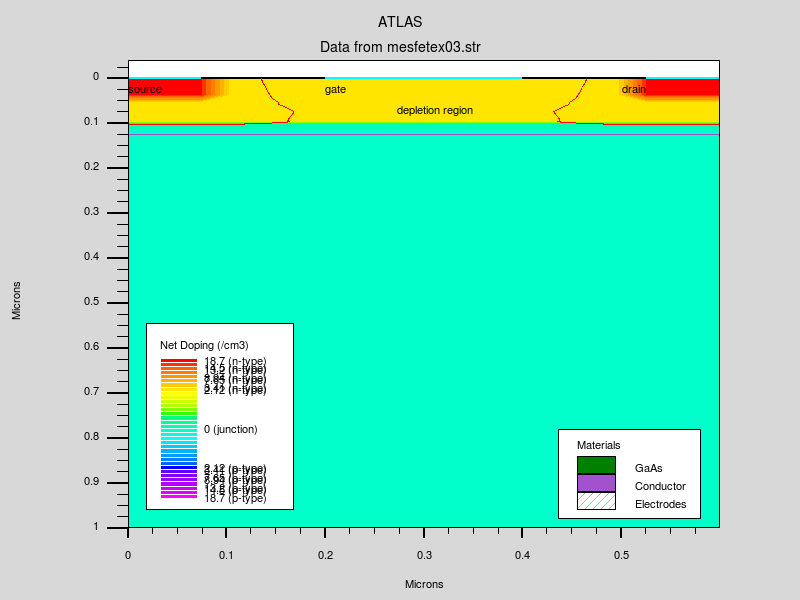 ATLAS
Data from mesfetex03.str
source
gate
drain
depletion region
0
0.1
0.2
0.3
0.4
0.5
0.6
0.7
0.8
0.9
1
Microns
0
0.1
0.2
0.3
0.4
0.5
Microns
Net Doping (/cm3)
18.7 (n-type)
2.12 (n-type)
0 (junction)
2.12 (p-type)
18.7 (p-type)
Materials
GaAs
Conductor
Electrodes